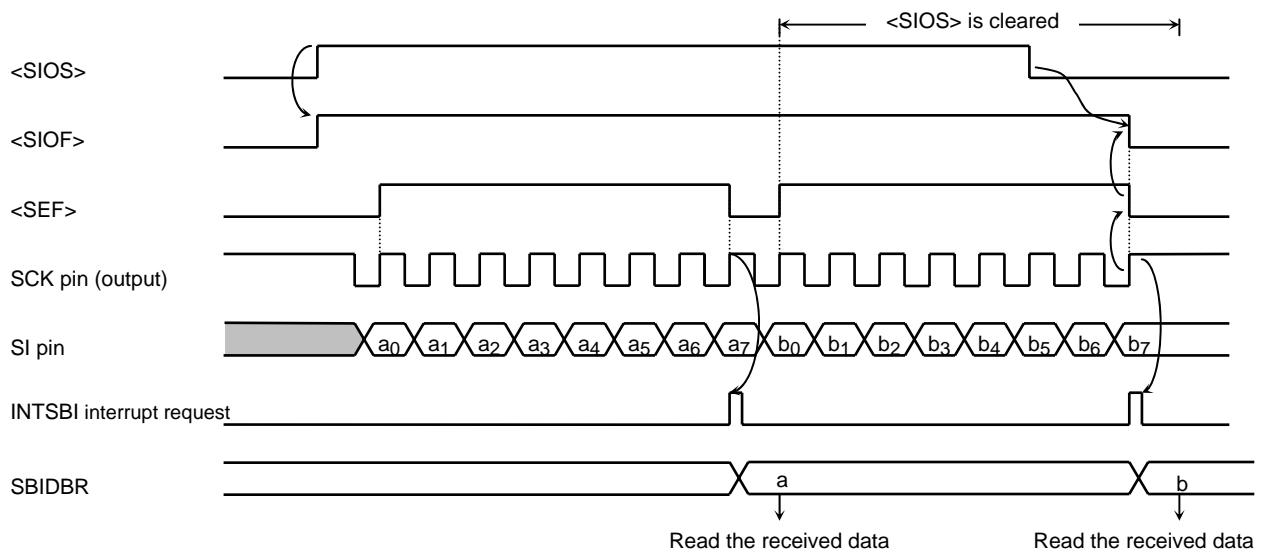 <SIOS> is cleared
<SIOS>
<SIOF>
<SEF>
SCK pin (output)
SI pin
a0 a1 a2 a3 a4 a5 a6 a7 b0 b1 b2 b3 b4 b5 b6 b7
INTSBI interrupt request
SBIDBR
a b
Read the received data Read the received data